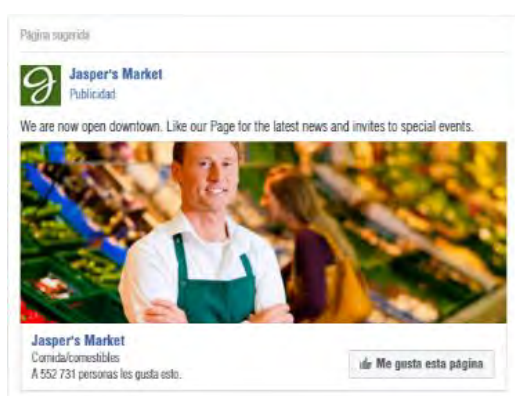 Página sugerida
Jasper's Market
Publicidad
We are now open downtown. Like our Page for the latest news and invites to special events.
Jasper's Market
Comida/comestibles
A 552 731 personas les gusta esto.
Me gusta esta página